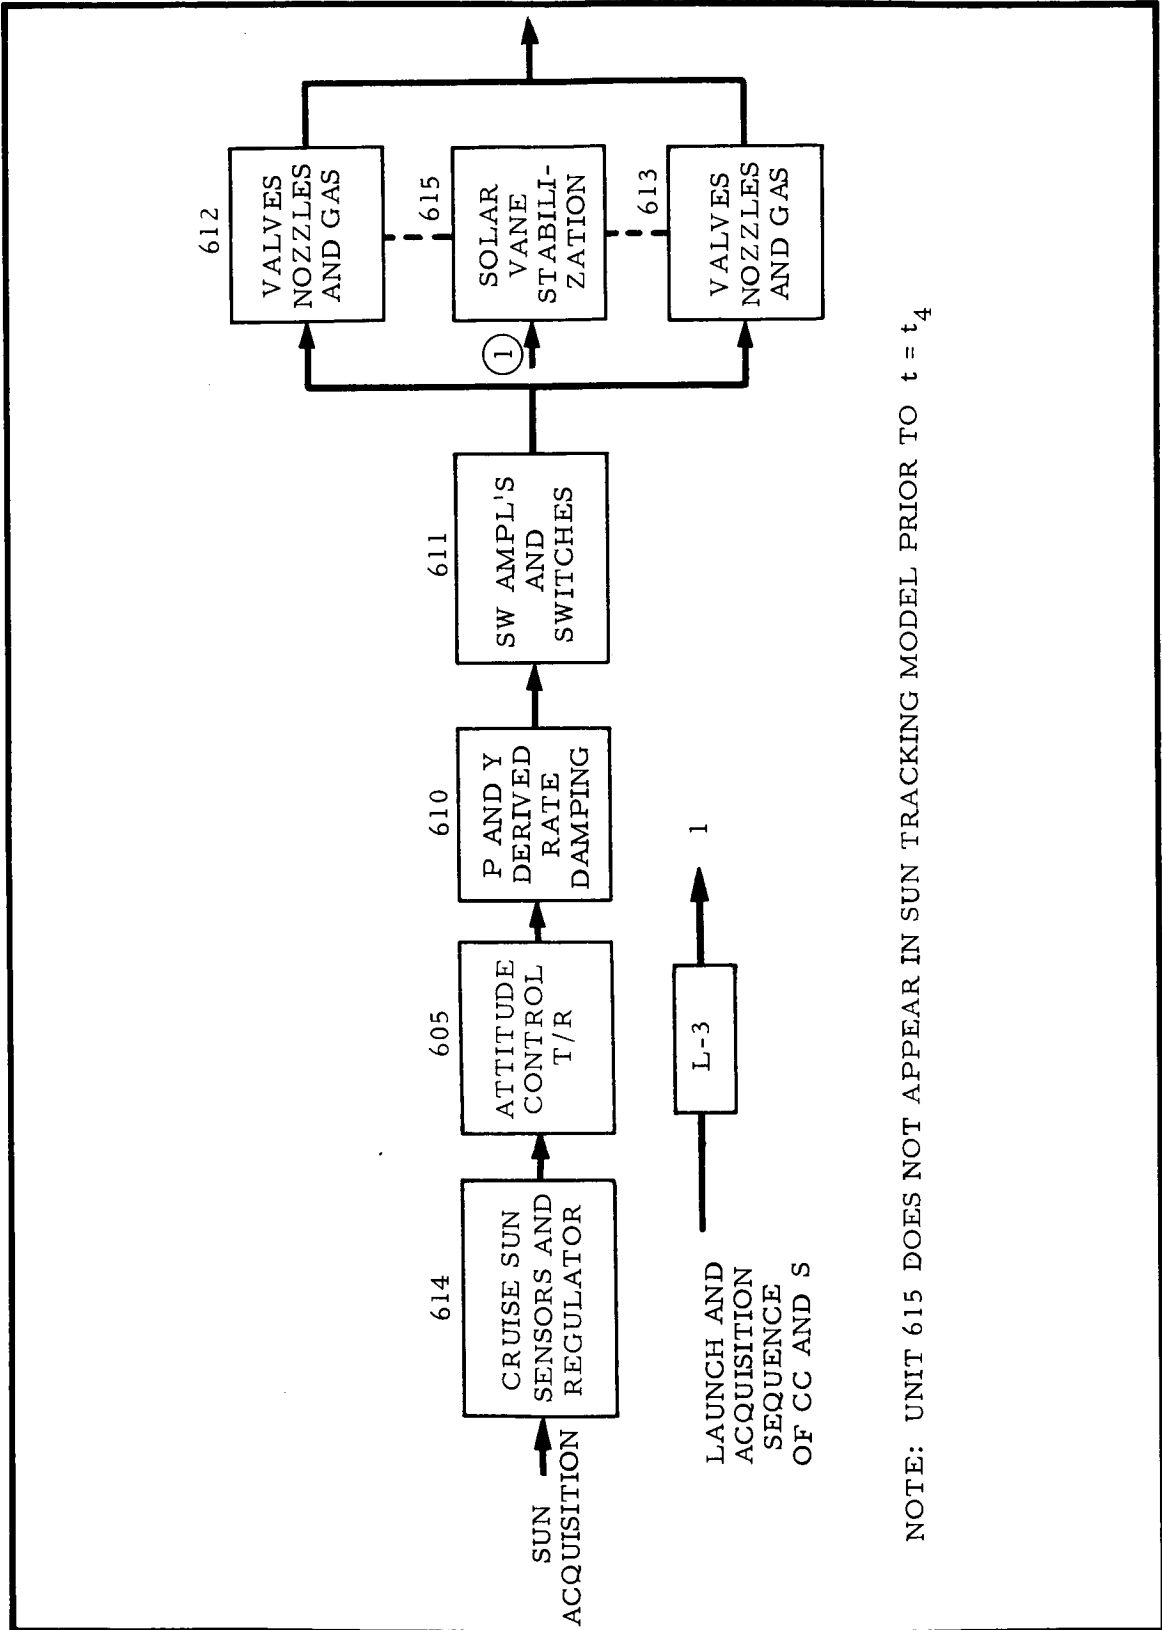 SUN
ACQUISITION
614
CRUISE SUN
SENSORS AND
REGULATOR
605
ATTITUDE
CONTROL
T/R
610
P AND Y
DERIVED
RATE
DAMPING
611
SW AMPL'S
AND
SWITCHES
612
VALVES
NOZZLES
AND GAS
1
615
SOLAR
VANE
STABILI-
ZATION
613
VALVES
NOZZLES
AND GAS
LAUNCH AND
ACQUISITION
SEQUENCE
OF CC AND S
L-3
1
NOTE: UNIT 615 DOES NOT APPEAR IN SUN TRACKING MODEL PRIOR TO t = t4